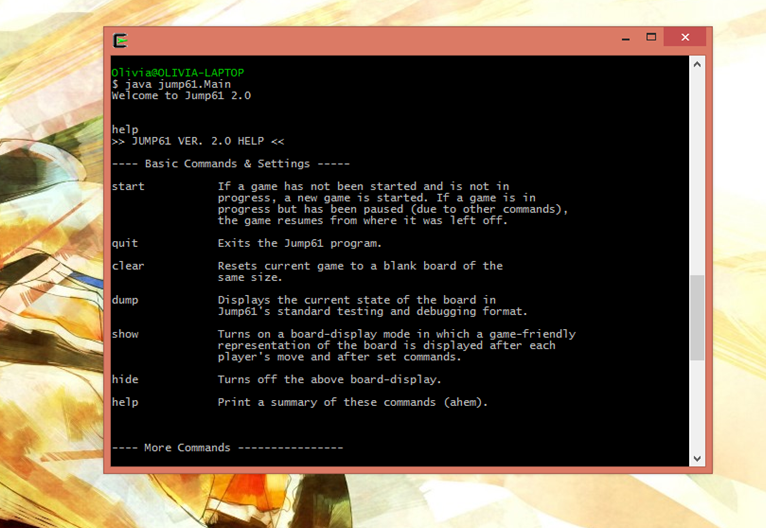 Olivia@OLIVIA-LAPTOP
$ java jump61.Main
Welcome to Jump61 2.0
help
>> JUMP61 VER. 2.0 HELP <<
---- Basic Commands & Settings -----
start If a game has not been started and is not in
progress, a new game is started. If a game is in
progress but has been paused (due to other commands),
the game resumes from where it was left off.
quit Exits the Jump61 program.
clear Resets current game to a blank board of the
same size.
dump Displays the current state of the board in
Jump61's standard testing and debugging format.
show Turns on a board-display mode in which a game-friendly
representation of the board is displayed after each
player's move and after set commands.
hide Turns off the above board-display.
help Print a summary of these commands (ahem).
---- More Commands ----------------